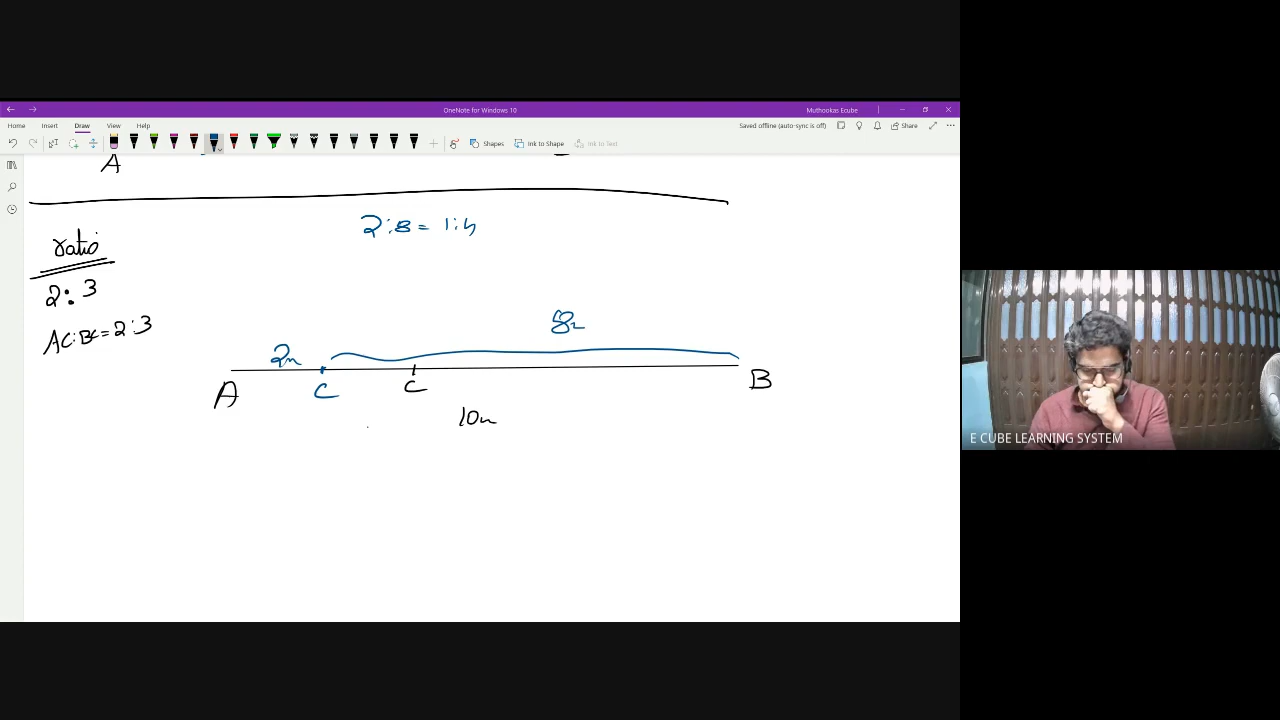 OneNote for Windows 10
Muthookas Ecube
Home Insert Draw View Help
Saved offline (auto-sync is off)
Share
Shapes
Ink to Shape
Ink to Text
A
2:8 = 1:4
ratio
2:3
AC:BC=2:3
8m
2m
A C C B
10m
E CUBE LEARNING SYSTEM